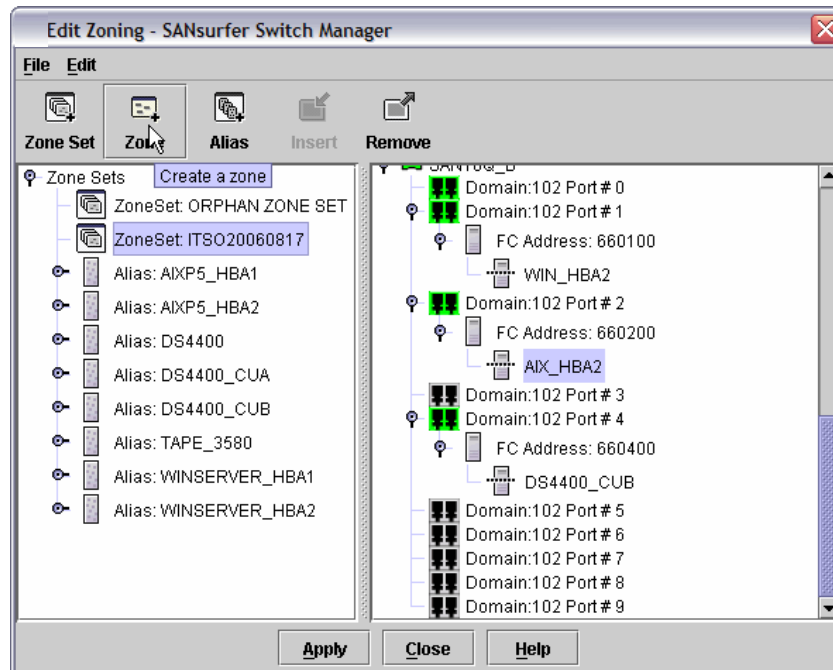 Edit Zoning - SANsurfer Switch Manager
File Edit
Zone Set Zone Alias Insert Remove
Create a zone
Zone Sets
ZoneSet: ORPHAN ZONE SET
ZoneSet: ITSO20060817
Alias: AIXP5_HBA1
Alias: AIXP5_HBA2
Alias: DS4400
Alias: DS4400_CUA
Alias: DS4400_CUB
Alias: TAPE_3580
Alias: WINSERVER_HBA1
Alias: WINSERVER_HBA2
Domain:102 Port# 0
Domain:102 Port# 1
FC Address: 660100
WIN_HBA2
Domain:102 Port# 2
FC Address: 660200
AIX_HBA2
Domain:102 Port# 3
Domain:102 Port# 4
FC Address: 660400
DS4400_CUB
Domain:102 Port# 5
Domain:102 Port# 6
Domain:102 Port# 7
Domain:102 Port# 8
Domain:102 Port# 9
Apply Close Help